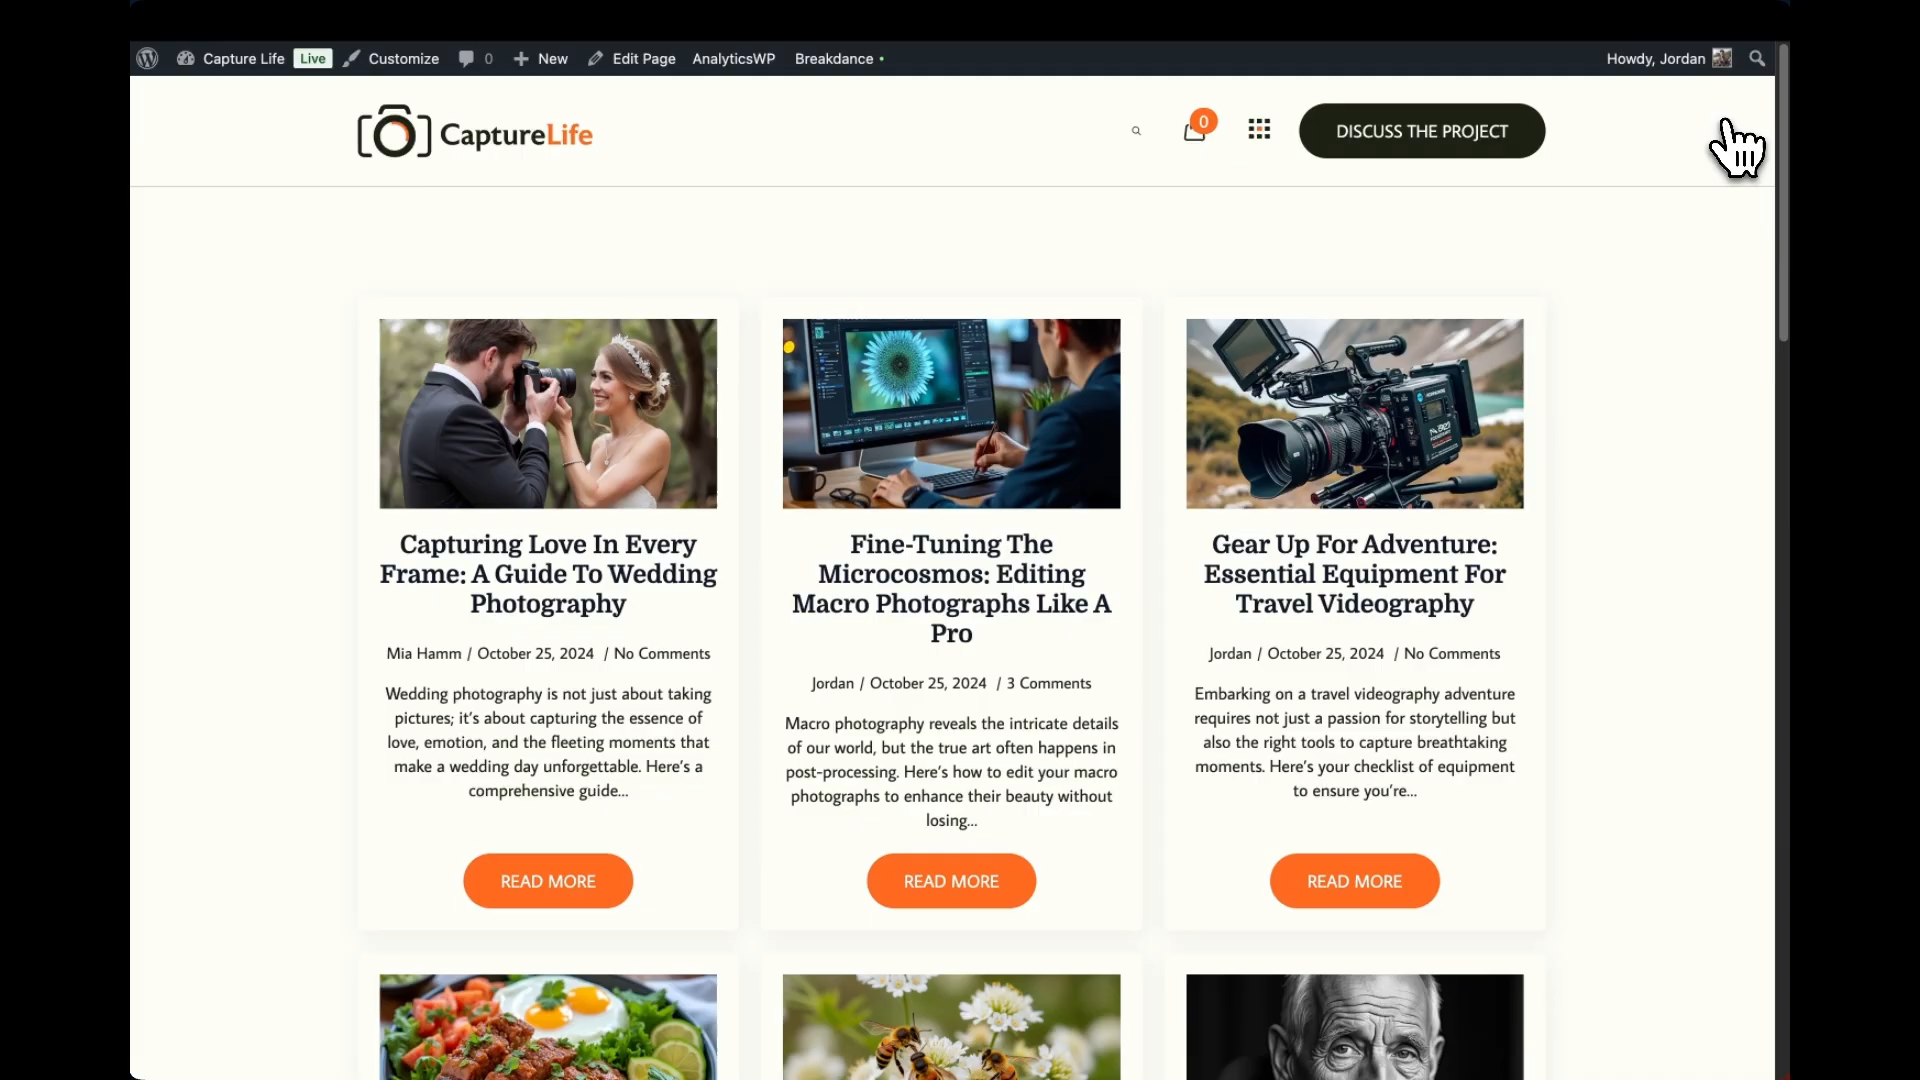 Capture Life Live Customize 0 New Edit Page AnalyticsWP Breakdance Howdy, Jordan
CaptureLife
0
DISCUSS THE PROJECT
Capturing Love In Every
Frame: A Guide To Wedding
Photography
Mia Hamm / October 25, 2024 / No Comments
Wedding photography is not just about taking
pictures; it's about capturing the essence of
love, emotion, and the fleeting moments that
make a wedding day unforgettable. Here's a
comprehensive guide...
READ MORE
Fine-Tuning The
Microcosmos: Editing
Macro Photographs Like A
Pro
Jordan / October 25, 2024 / 3 Comments
Macro photography reveals the intricate details
of our world, but the true art often happens in
post-processing. Here's how to edit your macro
photographs to enhance their beauty without
losing...
READ MORE
Gear Up For Adventure:
Essential Equipment For
Travel Videography
Jordan / October 25, 2024 / No Comments
Embarking on a travel videography adventure
requires not just a passion for storytelling but
also the right tools to capture breathtaking
moments. Here's your checklist of equipment
to ensure you're...
READ MORE